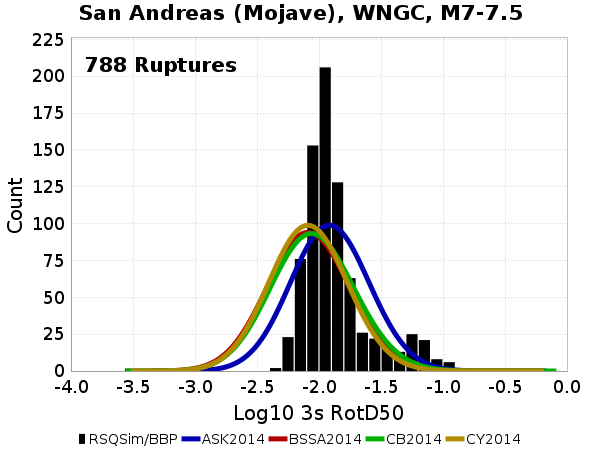 San Andreas (Mojave), WNGC, M7-7.5
788 Ruptures
225
200
175
150
125
100
75
50
25
0
Count
-4.0 -3.5 -3.0 -2.5 -2.0 -1.5 -1.0 -0.5 0.0
Log10 3s RotD50
RSQSim/BBP ASK2014 BSSA2014 CB2014 CY2014